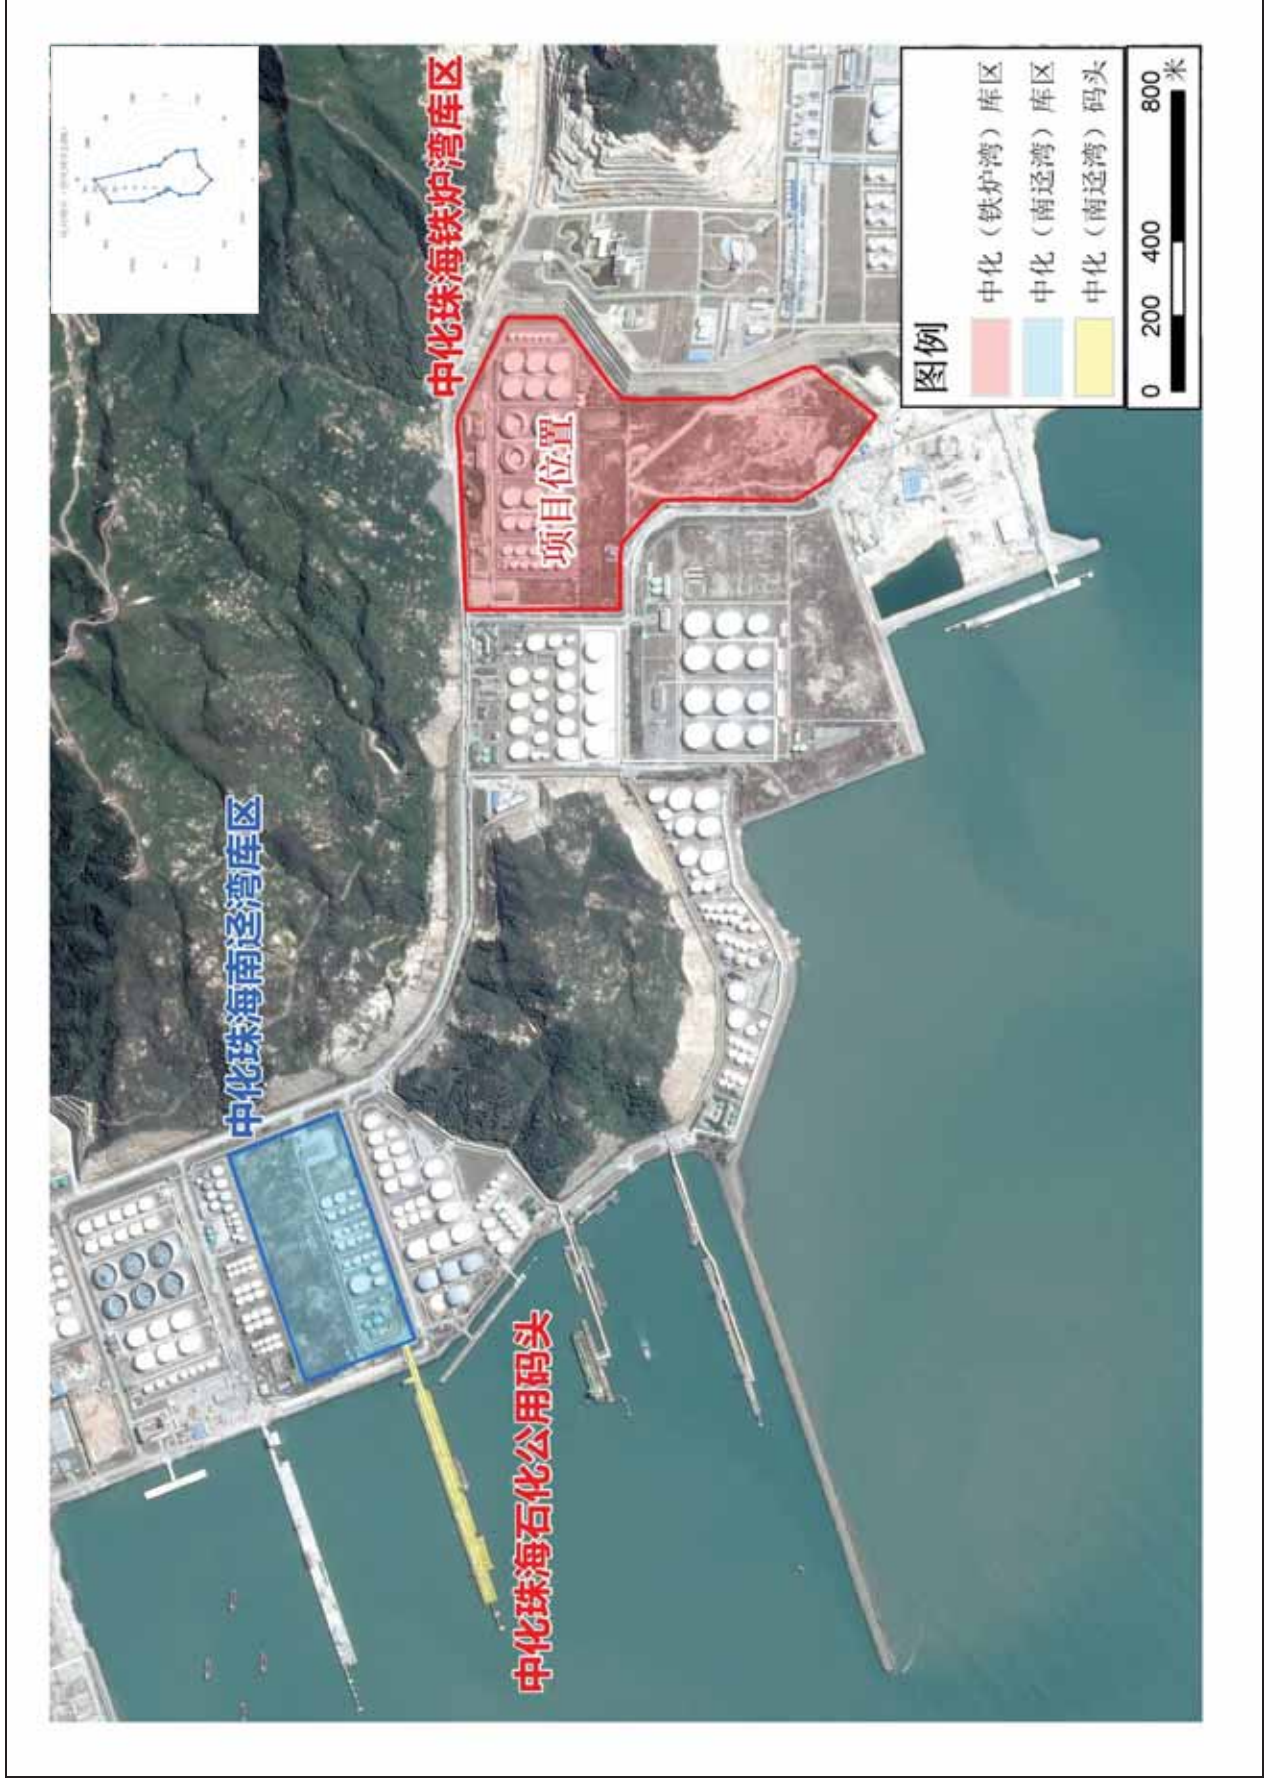 中化珠海南迳湾库区
中化珠海铁炉湾库区
项目位置
中化珠海石化公用码头
图例
中化（铁炉湾）库区
中化（南迳湾）库区
中化（南迳湾）码头
0 200 400 800
米